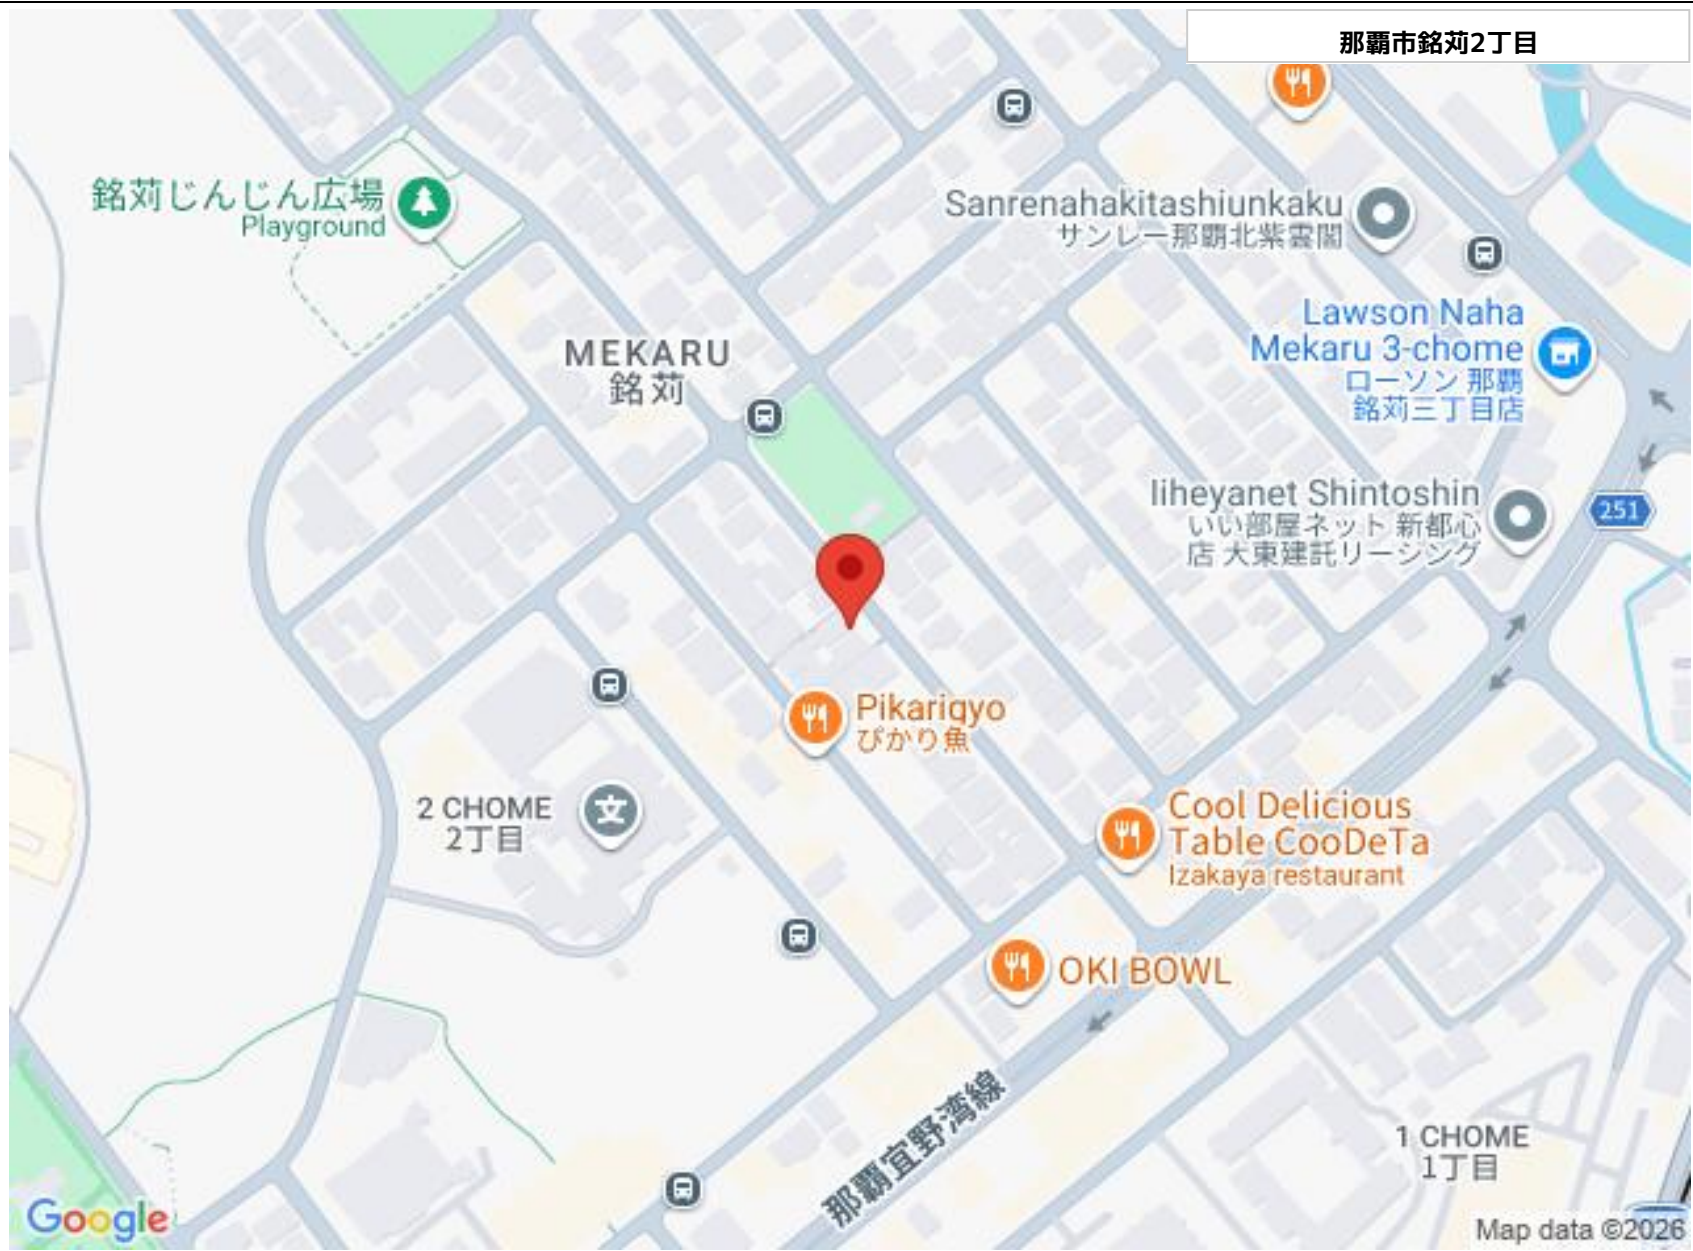 那覇市銘苅2丁目
銘苅じんじん広場
Playground
Sanrenahakitashiunkaku
サンレー那覇北紫雲閣
Lawson Naha
Mekaru 3-chome
ローソン 那覇
銘苅三丁目店
MEKARU
銘苅
Iiheyanet Shintoshin
いい部屋ネット 新都心
店 大東建託リーシング
251
Pikarigyo
ぴかり魚
2 CHOME
2丁目
文
Cool Delicious
Table CooDeTa
Izakaya restaurant
OKI BOWL
那覇宜野湾線
1 CHOME
1丁目
Google
Map data ©2026